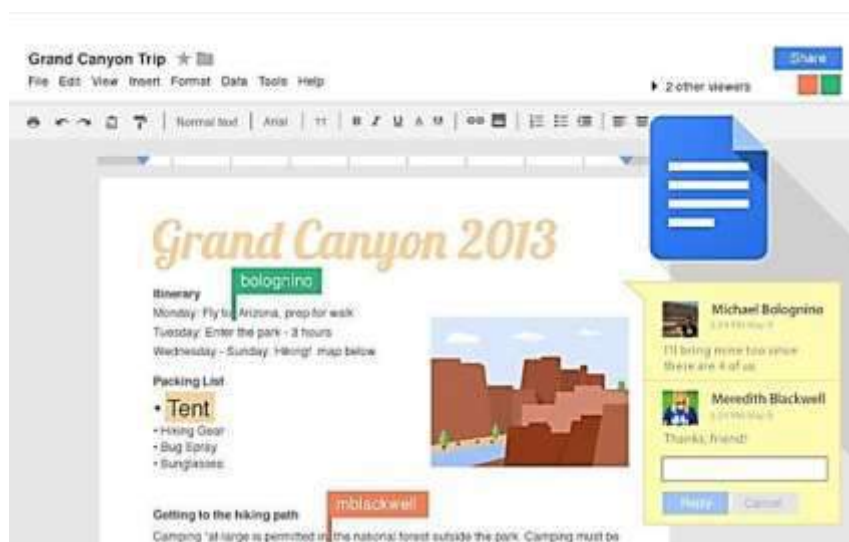 Grand Canyon Trip
Share
File Edit View Insert Format Data Tools Help
2 other viewers
Normal text Arial 11 B I U A
Grand Canyon 2013
bolognino
Itinerary
Monday: Fly to Arizona, prep for walk
Tuesday: Enter the park - 3 hours
Wednesday - Sunday: Hiking! map below
Packing List
• Tent
• Hiking Gear
• Bug Spray
• Sunglasses
Michael Bolognino
I'll bring mine too since
there are 4 of us
Meredith Blackwell
Thanks, friend!
Reply Cancel
mblackwell
Getting to the hiking path
Camping "at large is permitted in the national forest outside the park. Camping must be